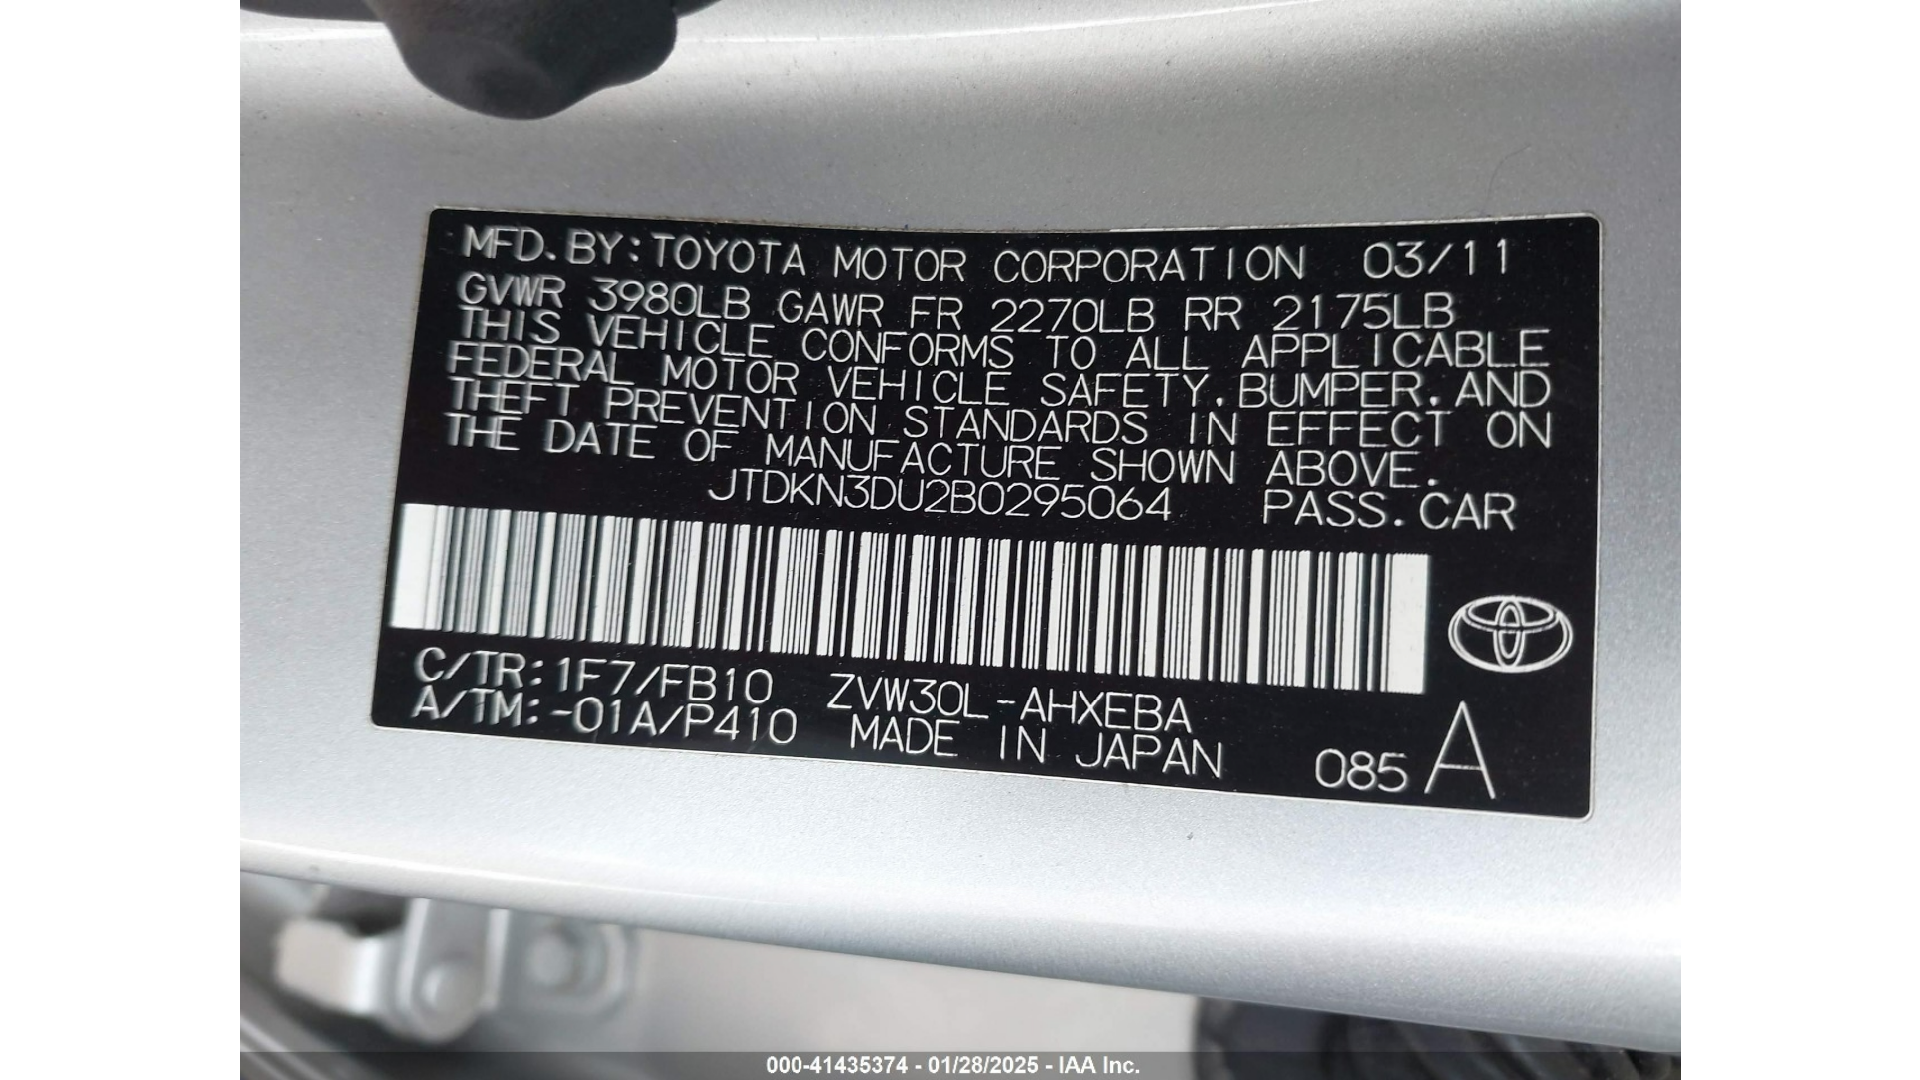 MFD. BY: TOYOTA MOTOR CORPORATION 03/11
GVWR 3980LB GAWR FR 2270LB RR 2175LB
THIS VEHICLE CONFORMS TO ALL APPLICABLE
FEDERAL MOTOR VEHICLE SAFETY, BUMPER, AND
THEFT PREVENTION STANDARDS IN EFFECT ON
THE DATE OF MANUFACTURE SHOWN ABOVE.
JTDKN3DU2B0295064 PASS. CAR
C/TR: 1F7/FB10 ZVW30L-AHXEBA
A/TM: -01A/P410 MADE IN JAPAN 085 A
000-41435374 - 01/28/2025 - IAA Inc.